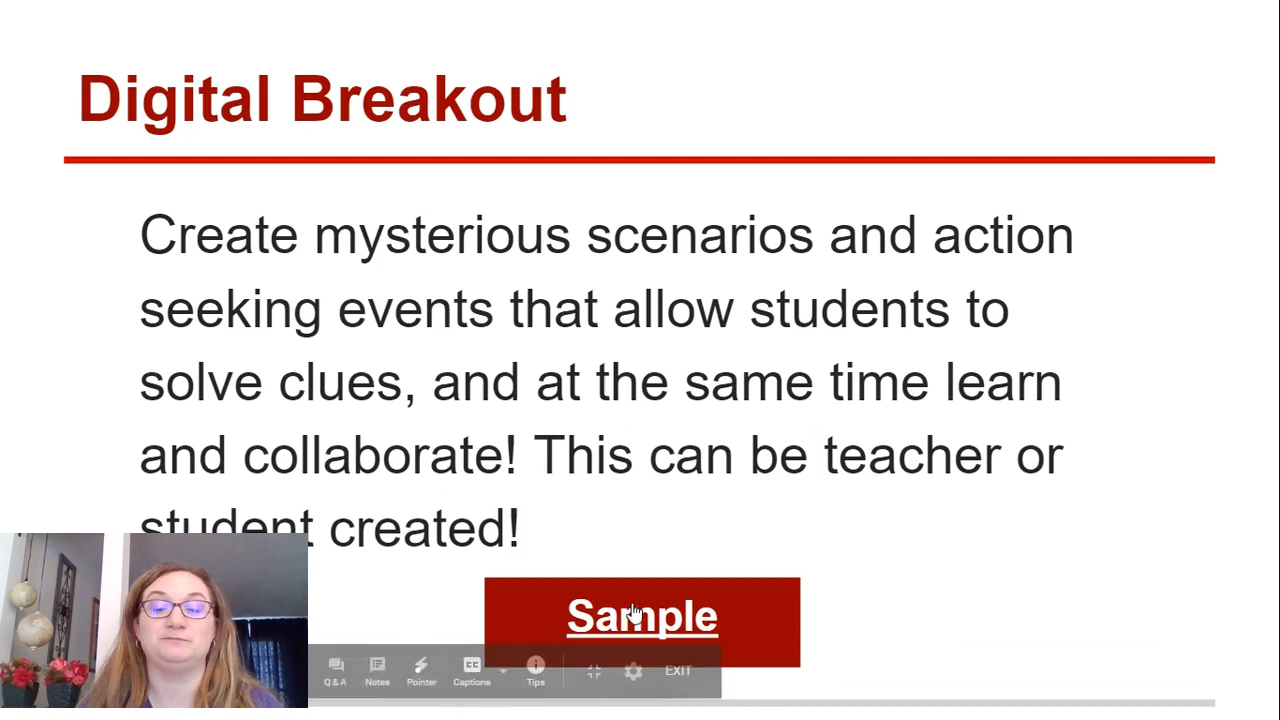 Digital Breakout
Create mysterious scenarios and action
seeking events that allow students to
solve clues, and at the same time learn
and collaborate! This can be teacher or
student created!
Sample
Q & A Notes Pointer Captions Tips EXIT